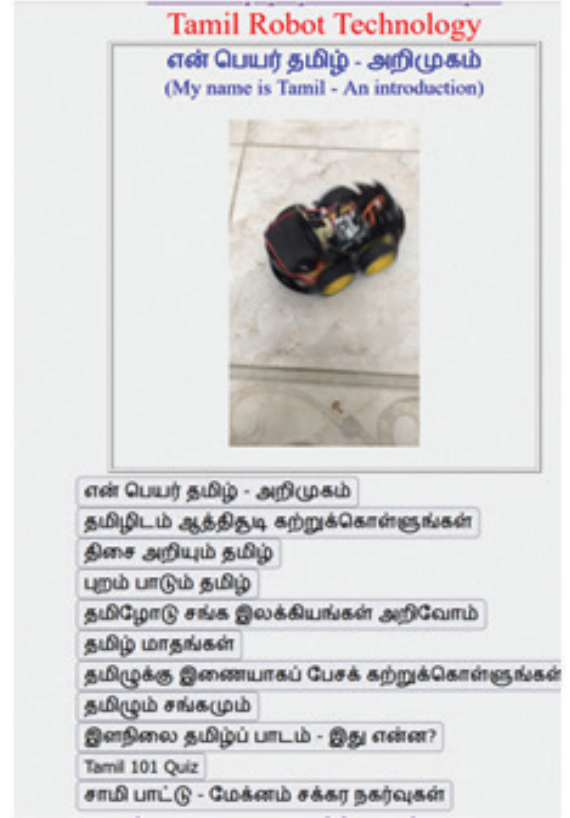 Tamil Robot Technology
என் பெயர் தமிழ் - அறிமுகம்
(My name is Tamil - An introduction)
என் பெயர் தமிழ் - அறிமுகம்
தமிழிடம் ஆத்திசூடி கற்றுக்கொள்ளுங்கள்
திசை அறியும் தமிழ்
புறம் பாடும் தமிழ்
தமிழோடு சங்க இலக்கியங்கள் அறிவோம்
தமிழ் மாதங்கள்
தமிழுக்கு இணையாகப் பேசக் கற்றுக்கொள்ளுங்கள்
தமிழும் சங்கமும்
இளநிலை தமிழ்ப் பாடம் - இது என்ன?
Tamil 101 Quiz
சாமி பாட்டு - மேக்னம் சக்கர நகர்வுகள்